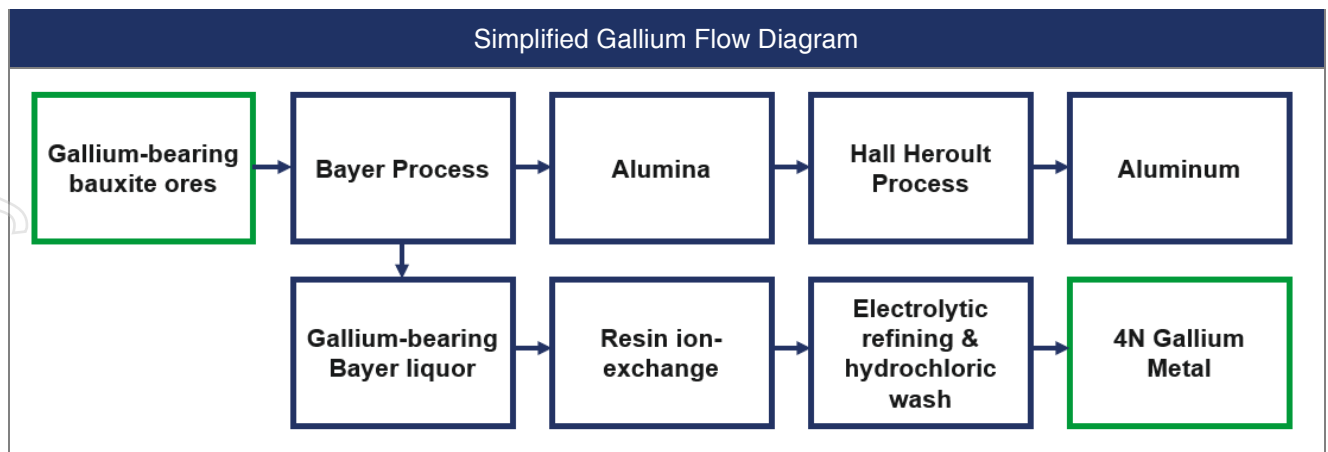 Simplified Gallium Flow Diagram
Gallium-bearing
bauxite ores
Bayer Process
Alumina
Hall Heroult
Process
Aluminum
Gallium-bearing
Bayer liquor
Resin ion-
exchange
Electrolytic
refining &
hydrochloric
wash
4N Gallium
Metal